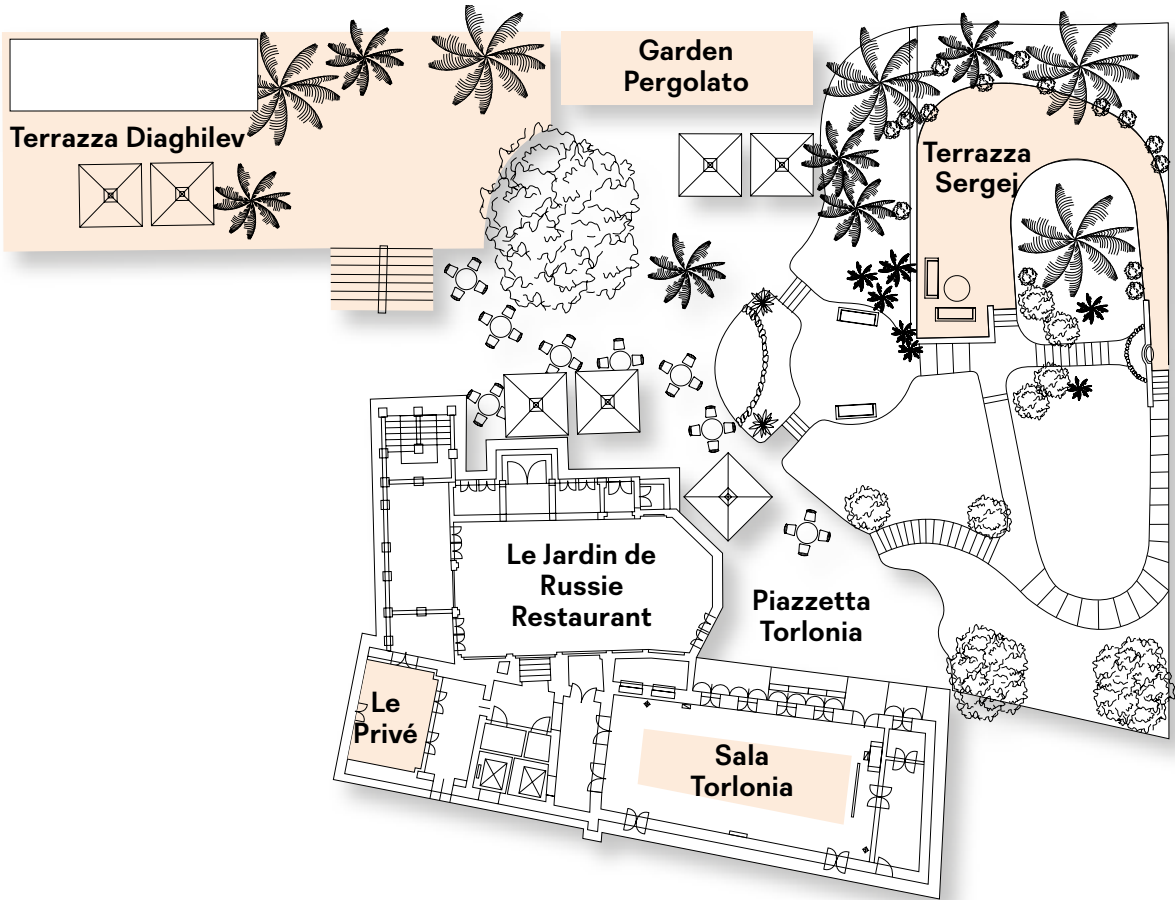 Garden
Pergolato
Terrazza Diaghilev
Terrazza
Sergej
Le Jardin de
Russie
Restaurant
Piazzetta
Torlonia
Le
Privé
Sala
Torlonia